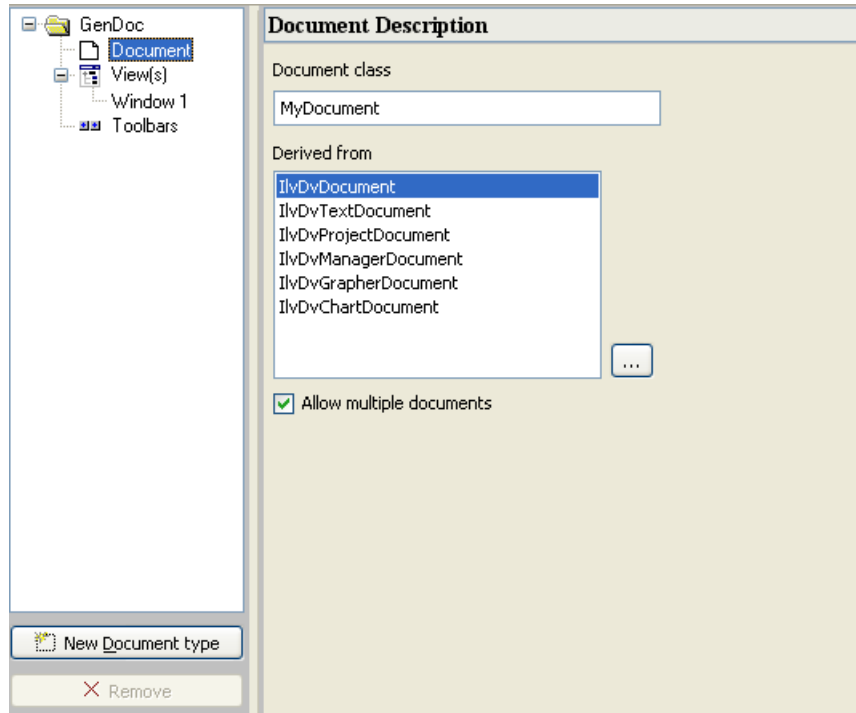 GenDoc
Document
View(s)
Window 1
Toolbars
New Document type
Remove
Document Description
Document class
MyDocument
Derived from
IlvDvDocument
IlvDvTextDocument
IlvDvProjectDocument
IlvDvManagerDocument
IlvDvGrapherDocument
IlvDvChartDocument
...
Allow multiple documents